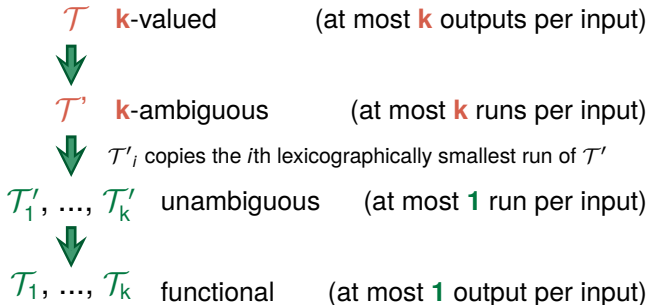 𝒯 k-valued (at most k outputs per input)
𝒯’ k-ambiguous (at most k runs per input)
𝒯′ᵢ copies the ith lexicographically smallest run of 𝒯′
𝒯′₁, ..., 𝒯′ₖ unambiguous (at most 1 run per input)
𝒯₁, ..., 𝒯ₖ functional (at most 1 output per input)